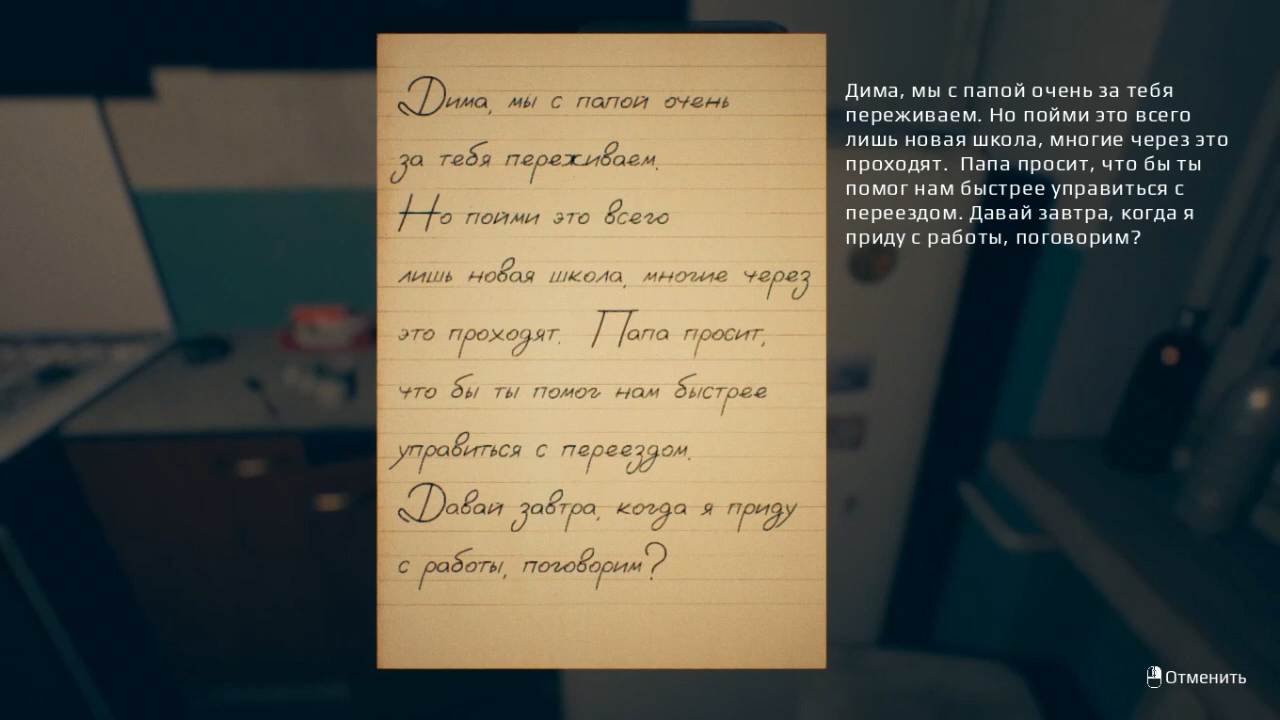 Дима, мы с папой очень
за тебя переживаем.
Но пойми это всего
лишь новая школа, многие через
это проходят.  Папа просит,
что бы ты помог нам быстрее
управиться с переездом.
Давай завтра, когда я приду
с работы, поговорим?
Дима, мы с папой очень за тебя
переживаем. Но пойми это всего
лишь новая школа, многие через это
проходят.  Папа просит, что бы ты
помог нам быстрее управиться с
переездом. Давай завтра, когда я
приду с работы, поговорим?
Отменить